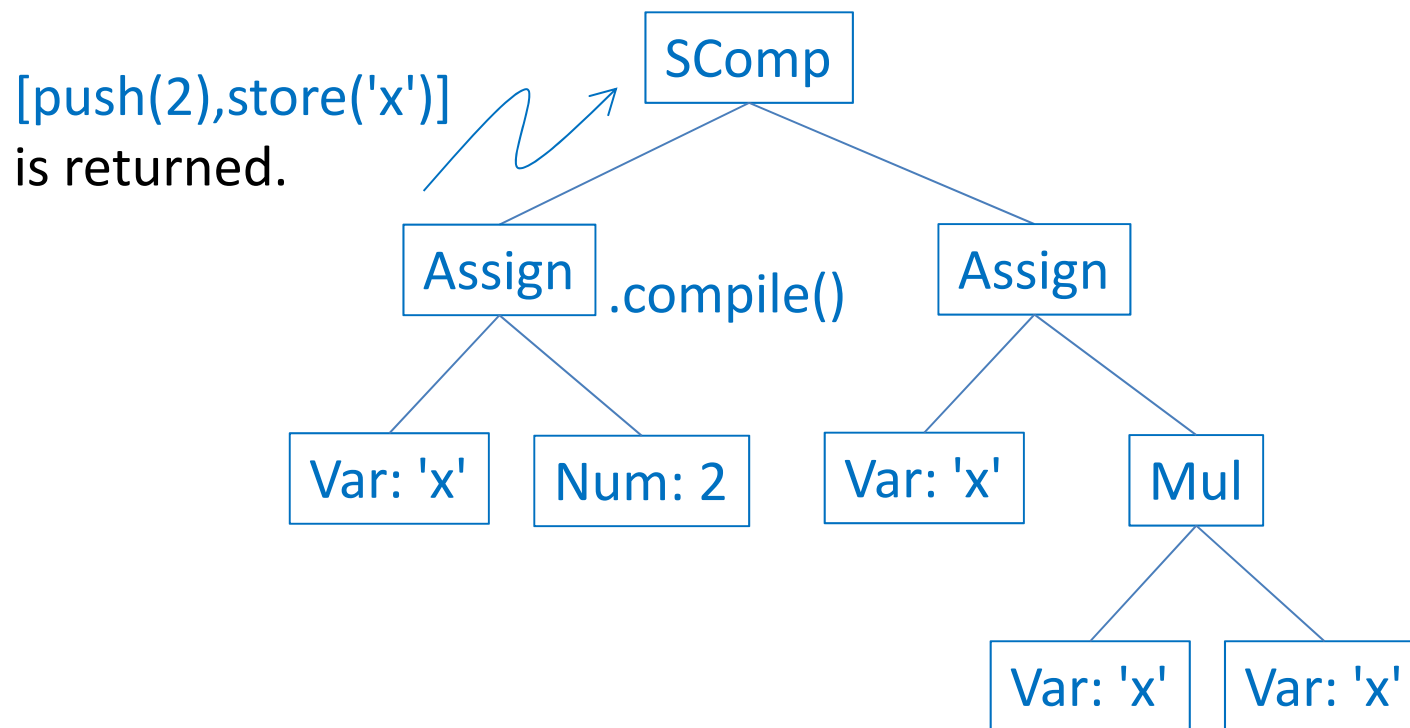 SComp
[push(2),store('x')]
is returned.
Assign
.compile()
Assign
Var: 'x'
Num: 2
Var: 'x'
Mul
Var: 'x'
Var: 'x'